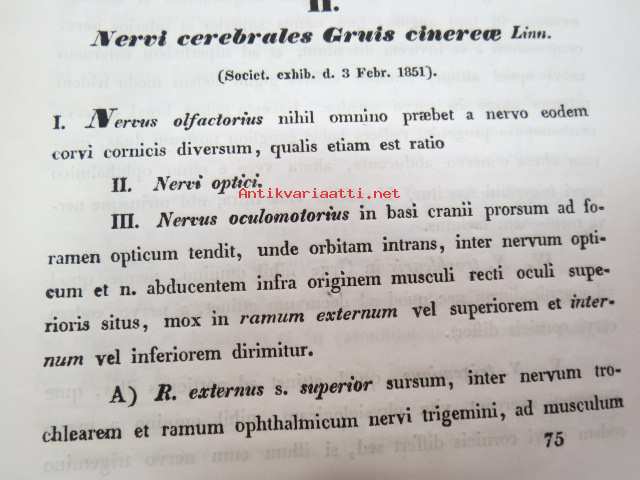 II.
Nervi cerebrales Gruis cinereæ Linn.
(Societ. exhib. d. 3 Febr. 1851).
I. Nervus olfactorius nihil omnino præbet a nervo eodem
corvi cornicis diversum, qualis etiam est ratio
II. Nervi optici.
Antikvariaatti.net
III. Nervus oculomotorius in basi cranii prorsum ad fo-
ramen opticum tendit, unde orbitam intrans, inter nervum opti-
cum et n. abducentem infra originem musculi recti oculi supe-
rioris situs, mox in ramum externum vel superiorem et inter-
num vel inferiorem dirimitur.
A) R. externus s. superior sursum, inter nervum tro-
chlearem et ramum ophthalmicum nervi trigemini, ad musculum
75